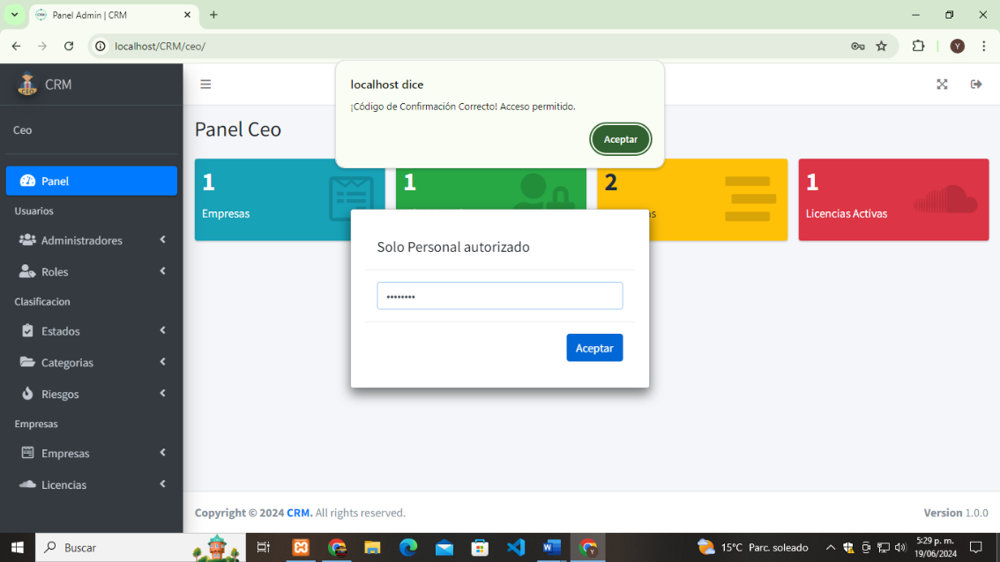 Panel Admin | CRM
localhost/CRM/ceo/
Y
CRM
localhost dice
¡Código de Confirmación Correcto! Acceso permitido.
Aceptar
Ceo
Panel Ceo
Panel
1
Empresas
1
2
1
Licencias Activas
Solo Personal autorizado
••••••••
Aceptar
Usuarios
Administradores
Roles
Clasificacion
Estados
Categorias
Riesgos
Empresas
Empresas
Licencias
Copyright © 2024 CRM. All rights reserved.
Version 1.0.0
Buscar
15°C Parc. soleado
5:29 p. m.
19/06/2024